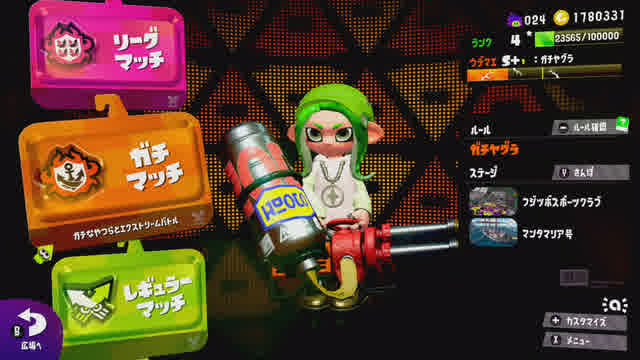 リーグ
マッチ
ガチ
マッチ
ガチなやつらとエクストリームバトル
レギュラー
マッチ
B
広場へ
024
1780331
ランク
4
23565/100000
ウデマエ
S+
:ガチヤグラ
ルール
ルール確認
ガチヤグラ
ステージ
Y
さんぽ
フジツボスポーツクラブ
マンタマリア号
カスタマイズ
X
メニュー